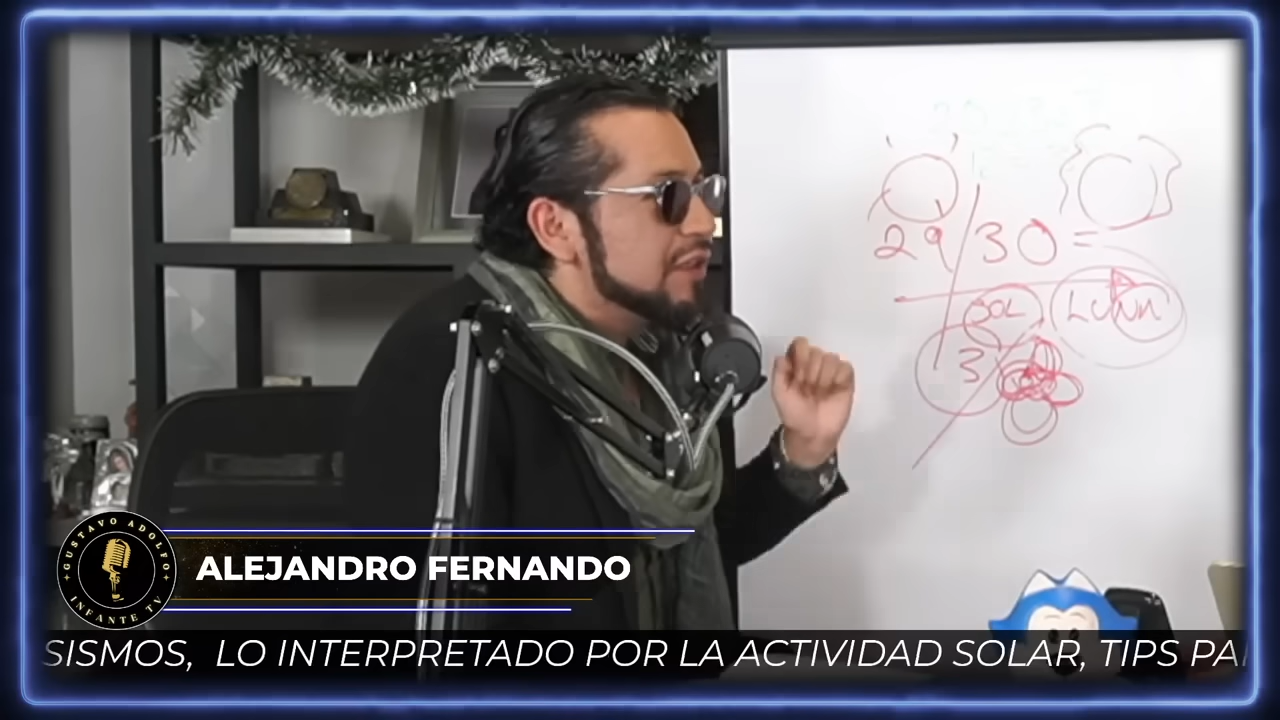 29/30 =
SOL LUNA
3
GUSTAVO ADOLFO
INFANTE TV
ALEJANDRO FERNANDO
SISMOS, LO INTERPRETADO POR LA ACTIVIDAD SOLAR, TIPS PA